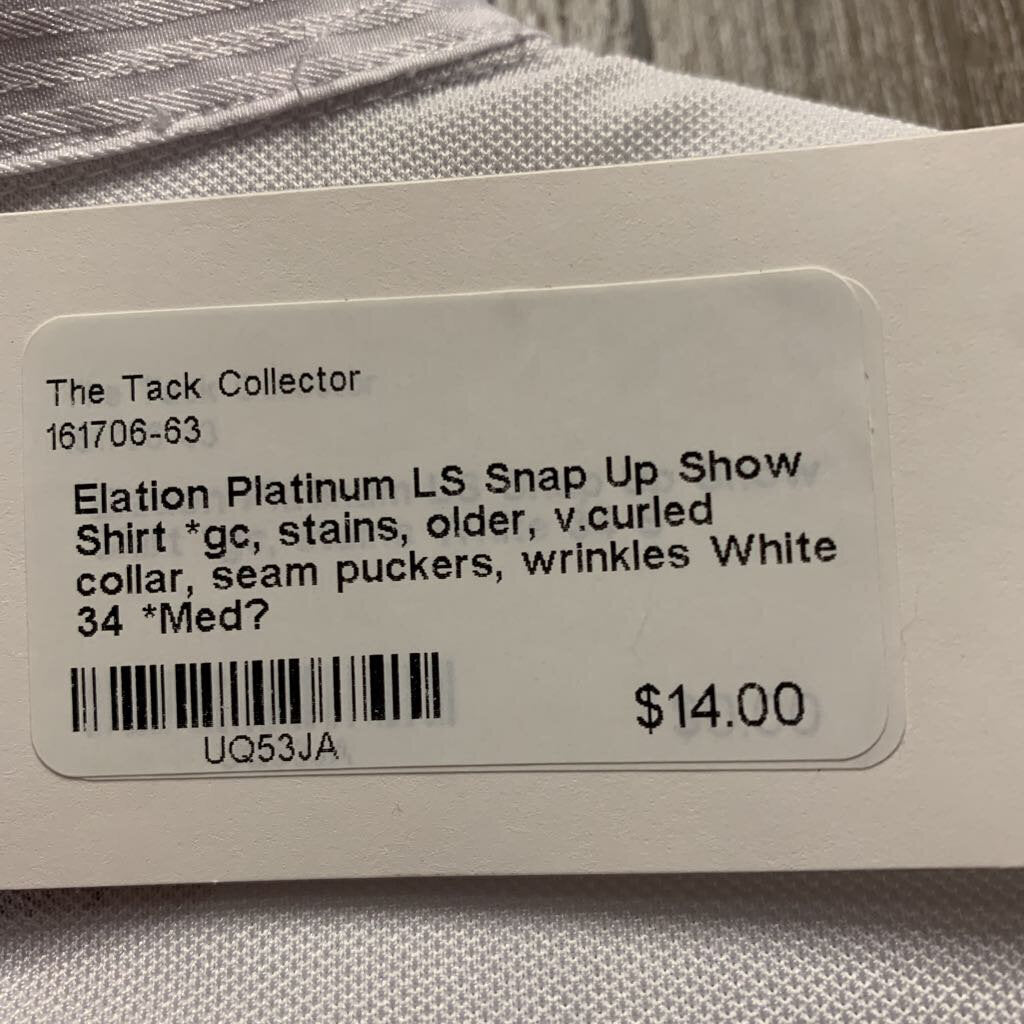 The Tack Collector
161706-63
Elation Platinum LS Snap Up Show
Shirt *gc, stains, older, v.curled
collar, seam puckers, wrinkles White
34 *Med?
UQ53JA
$14.00